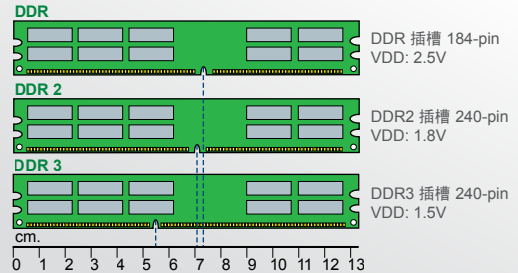 DDR
DDR 插槽 184-pin
VDD: 2.5V
DDR 2
DDR2 插槽 240-pin
VDD: 1.8V
DDR 3
DDR3 插槽 240-pin
VDD: 1.5V
cm.
0 1 2 3 4 5 6 7 8 9 10 11 12 13